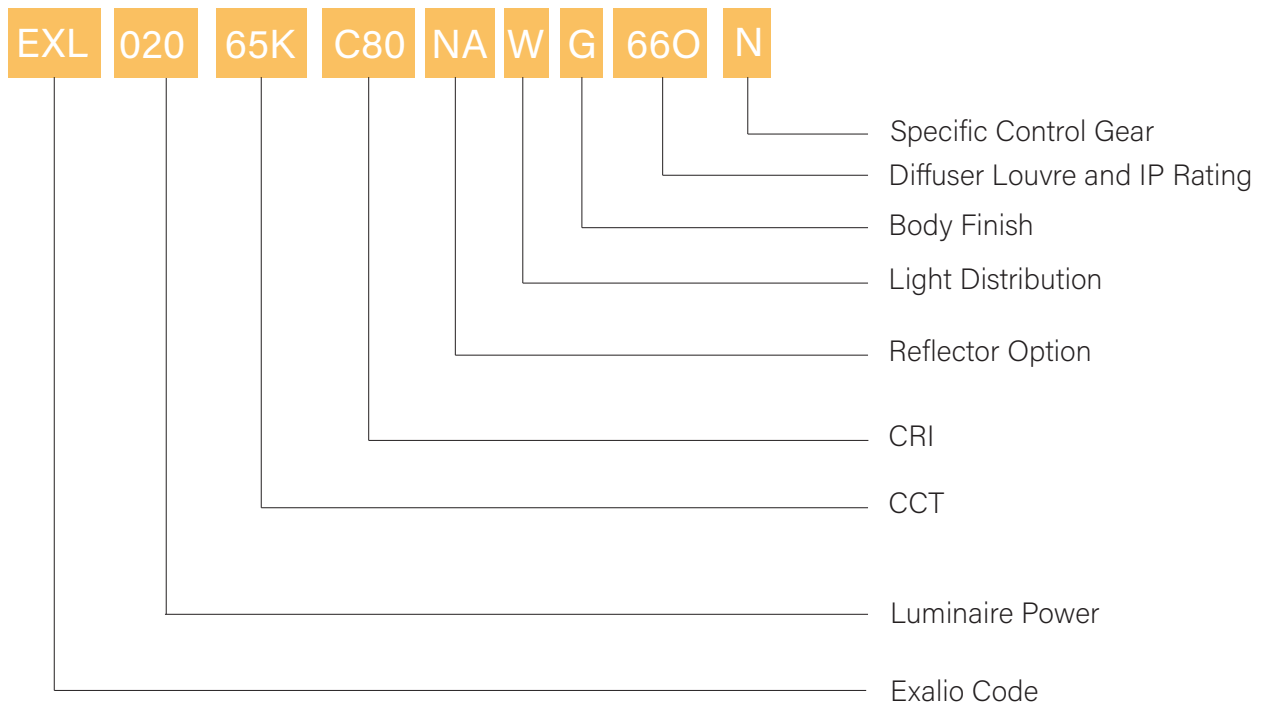 EXL 020 65K C80 NA W G 66O N
Specific Control Gear
Diffuser Louvre and IP Rating
Body Finish
Light Distribution
Reflector Option
CRI
CCT
Luminaire Power
Exalio Code